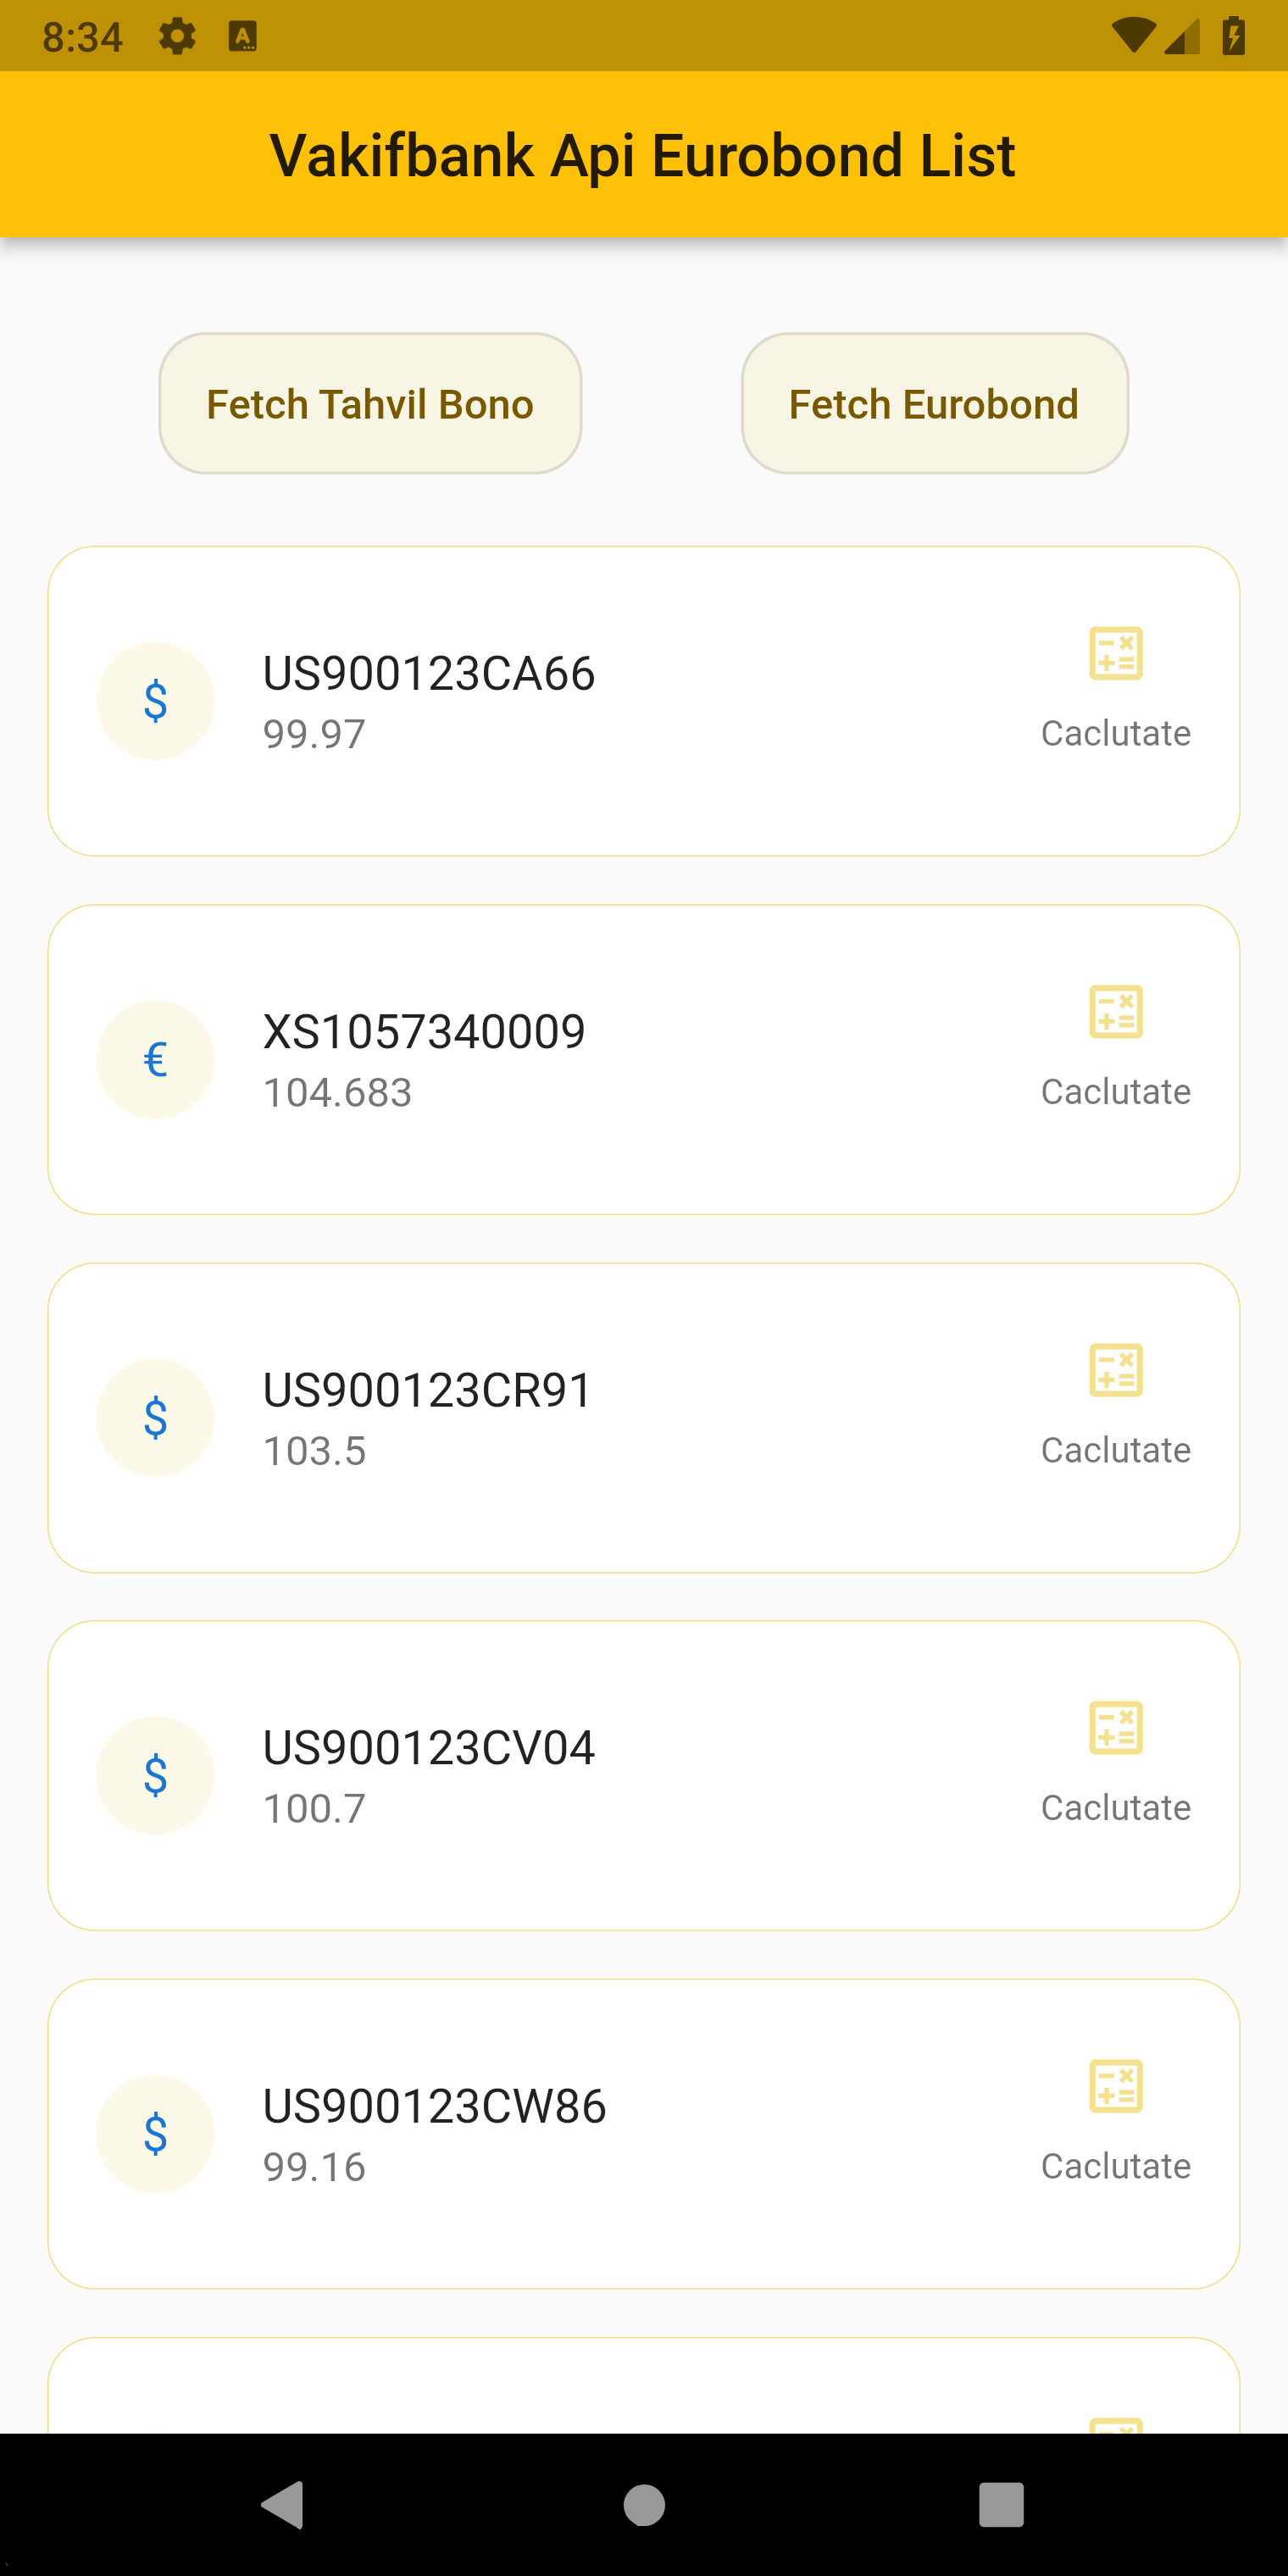 8:34
Vakifbank Api Eurobond List
Fetch Tahvil Bono
Fetch Eurobond
$
US900123CA66
99.97
Caclutate
€
XS1057340009
104.683
Caclutate
$
US900123CR91
103.5
Caclutate
$
US900123CV04
100.7
Caclutate
$
US900123CW86
99.16
Caclutate